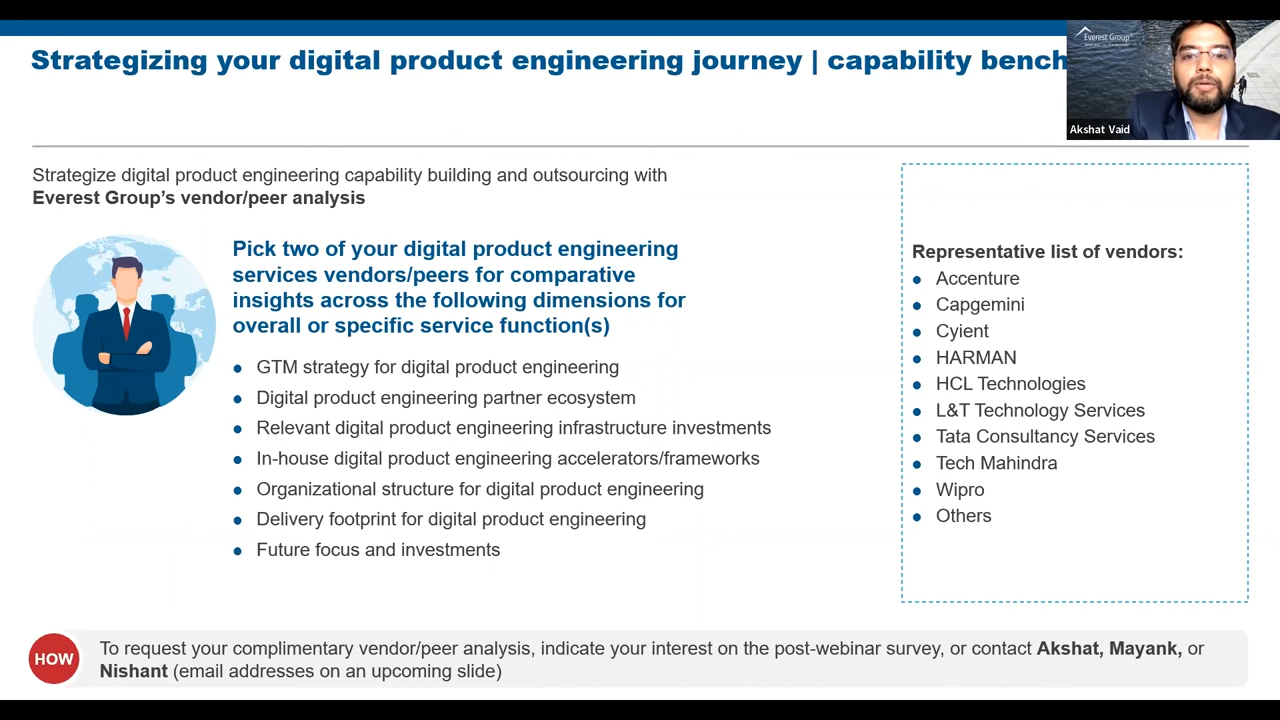 Strategizing your digital product engineering journey | capability bench
Everest Group
Akshat Vaid
Strategize digital product engineering capability building and outsourcing with
Everest Group's vendor/peer analysis
Pick two of your digital product engineering
services vendors/peers for comparative
insights across the following dimensions for
overall or specific service function(s)
● GTM strategy for digital product engineering
● Digital product engineering partner ecosystem
● Relevant digital product engineering infrastructure investments
● In-house digital product engineering accelerators/frameworks
● Organizational structure for digital product engineering
● Delivery footprint for digital product engineering
● Future focus and investments
Representative list of vendors:
● Accenture
● Capgemini
● Cyient
● HARMAN
● HCL Technologies
● L&T Technology Services
● Tata Consultancy Services
● Tech Mahindra
● Wipro
● Others
HOW
To request your complimentary vendor/peer analysis, indicate your interest on the post-webinar survey, or contact Akshat, Mayank, or
Nishant (email addresses on an upcoming slide)